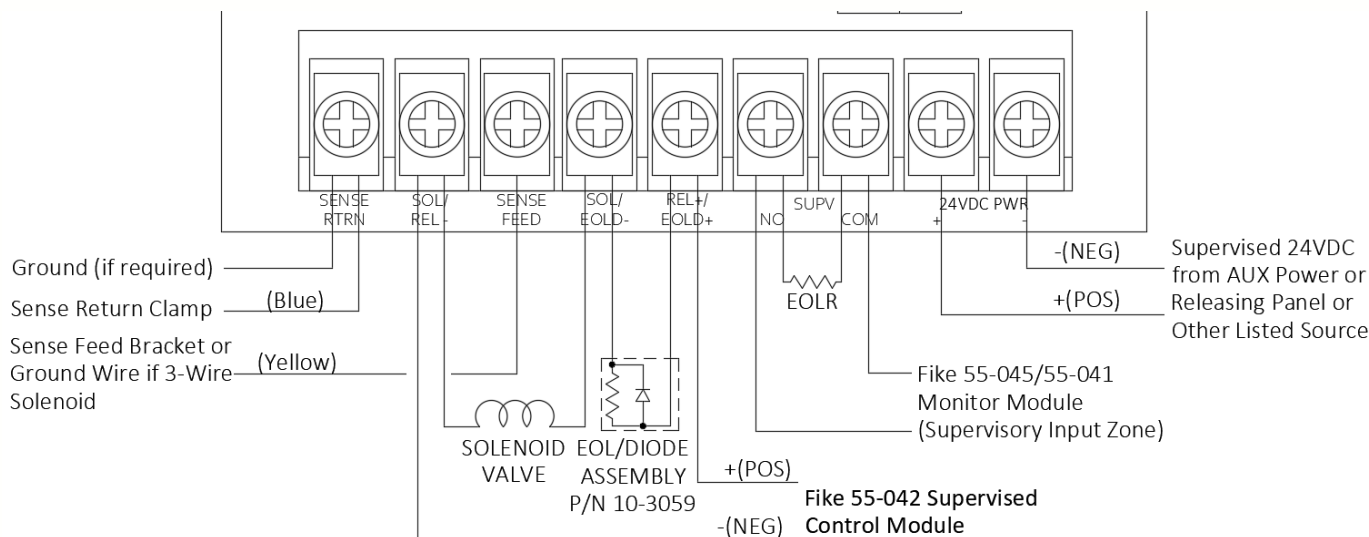 SENSE
RTRN
SOL/
REL -
SENSE
FEED
SOL/
EOLD-
REL+/
EOLD+
SUPV
NO
COM
24VDC PWR
+
-
Ground (if required)
Sense Return Clamp
(Blue)
Sense Feed Bracket or
Ground Wire if 3-Wire
Solenoid
(Yellow)
EOLR
-(NEG)
+(POS)
Supervised 24VDC
from AUX Power or
Releasing Panel or
Other Listed Source
Fike 55-045/55-041
Monitor Module
(Supervisory Input Zone)
SOLENOID
VALVE
EOL/DIODE
ASSEMBLY
P/N 10-3059
+(POS)
-(NEG)
Fike 55-042 Supervised
Control Module